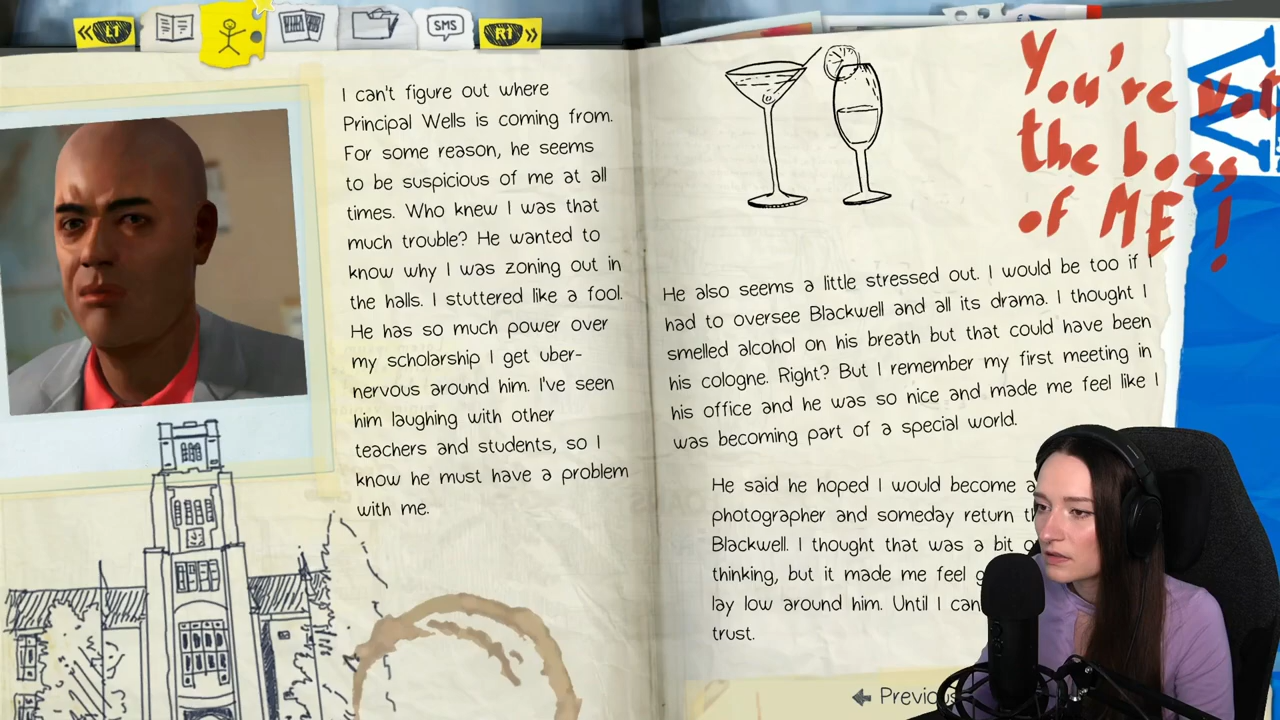 L1
SMS
R1
I can't figure out where
Principal Wells is coming from.
For some reason, he seems
to be suspicious of me at all
times. Who knew I was that
much trouble? He wanted to
know why I was zoning out in
the halls. I stuttered like a fool.
He has so much power over
my scholarship I get uber-
nervous around him. I've seen
him laughing with other
teachers and students, so I
know he must have a problem
with me.
You're not
the boss
of ME!
W
He also seems a little stressed out. I would be too if I
had to oversee Blackwell and all its drama. I thought I
smelled alcohol on his breath but that could have been
his cologne. Right? But I remember my first meeting in
his office and he was so nice and made me feel like I
was becoming part of a special world.
He said he hoped I would become a
photographer and someday return
Blackwell. I thought that was a bit
thinking, but it made me feel
lay low around him. Until I can
trust.
Previous